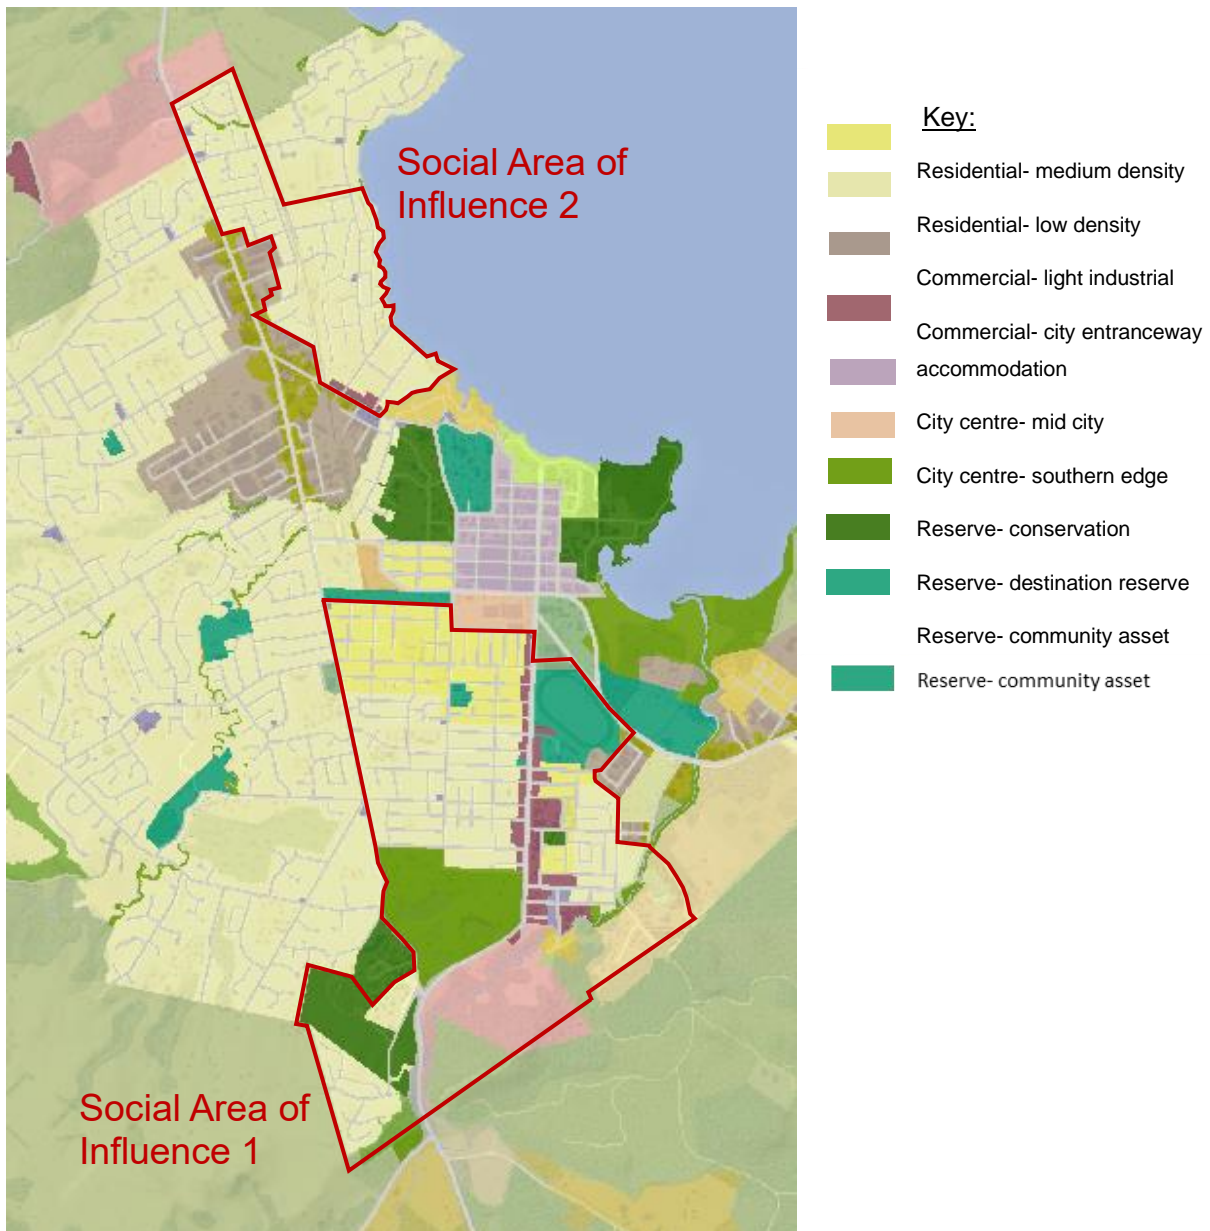 Social Area of
Influence 2
Social Area of
Influence 1
Key:
Residential- medium density
Residential- low density
Commercial- light industrial
Commercial- city entranceway
accommodation
City centre- mid city
City centre- southern edge
Reserve- conservation
Reserve- destination reserve
Reserve- community asset
Reserve- community asset